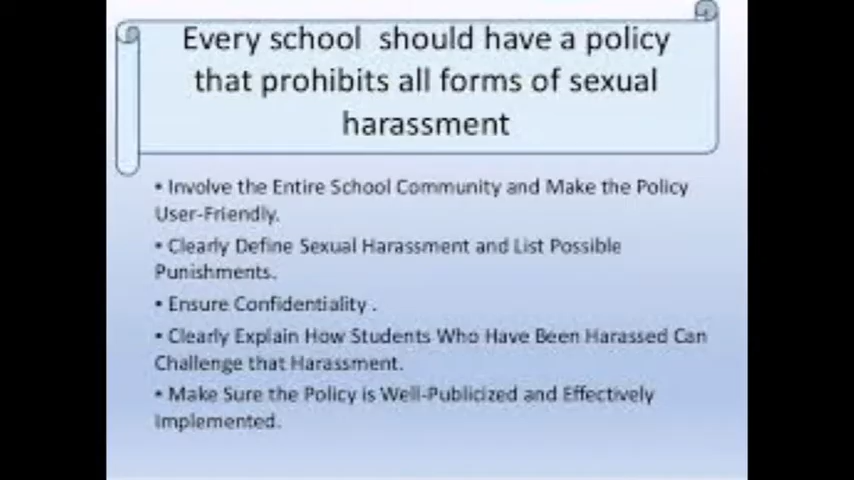 Every school should have a policy
that prohibits all forms of sexual
harassment
• Involve the Entire School Community and Make the Policy
User-Friendly.
• Clearly Define Sexual Harassment and List Possible
Punishments.
• Ensure Confidentiality .
• Clearly Explain How Students Who Have Been Harassed Can
Challenge that Harassment.
• Make Sure the Policy is Well-Publicized and Effectively
Implemented.